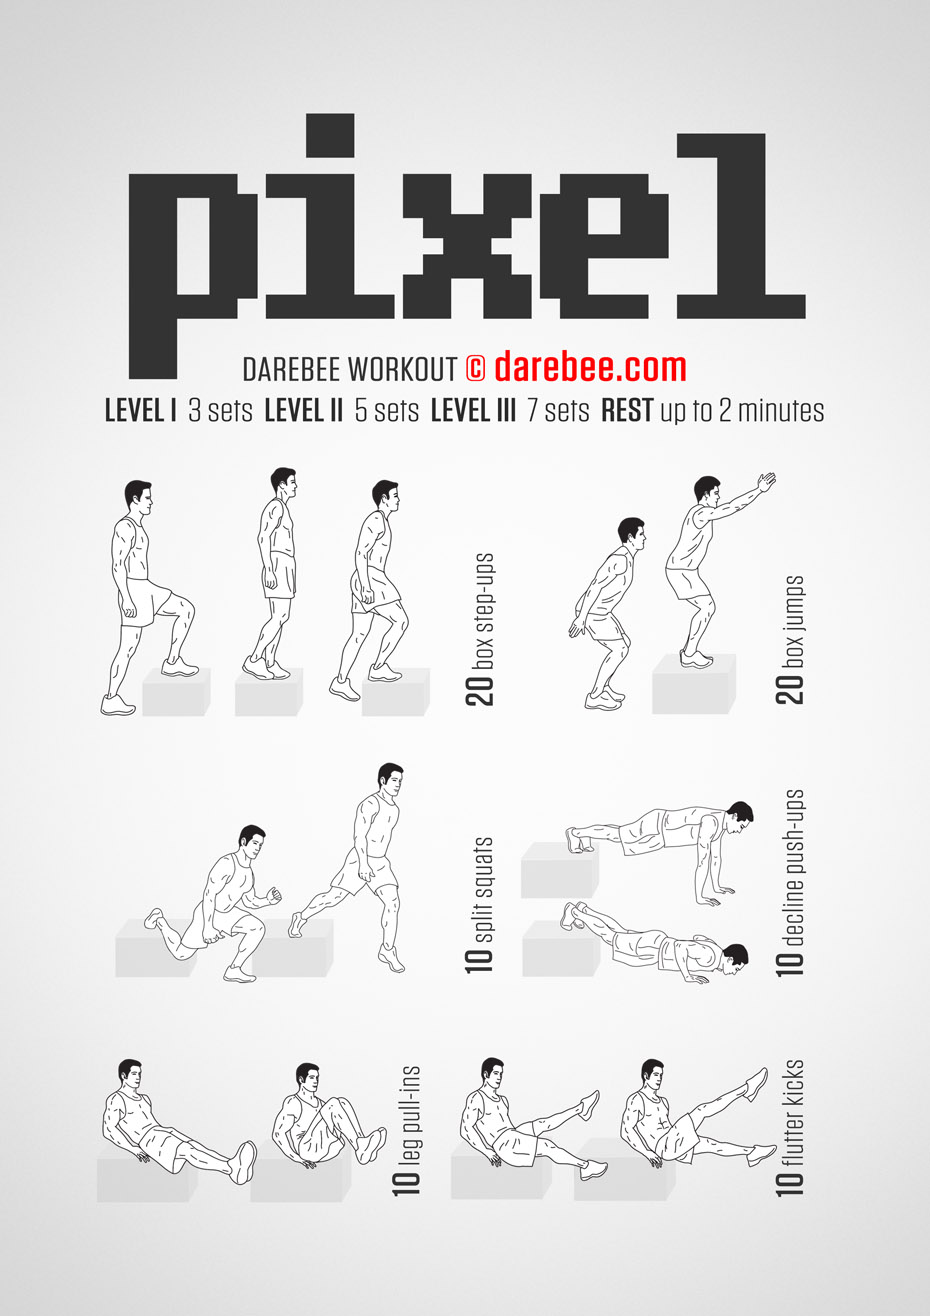 pixel
DAREBEE WORKOUT © darebee.com
LEVEL I 3 sets LEVEL II 5 sets LEVEL III 7 sets REST up to 2 minutes
20 box step-ups
20 box jumps
10 split squats
10 decline push-ups
10 leg pull-ins
10 flutter kicks